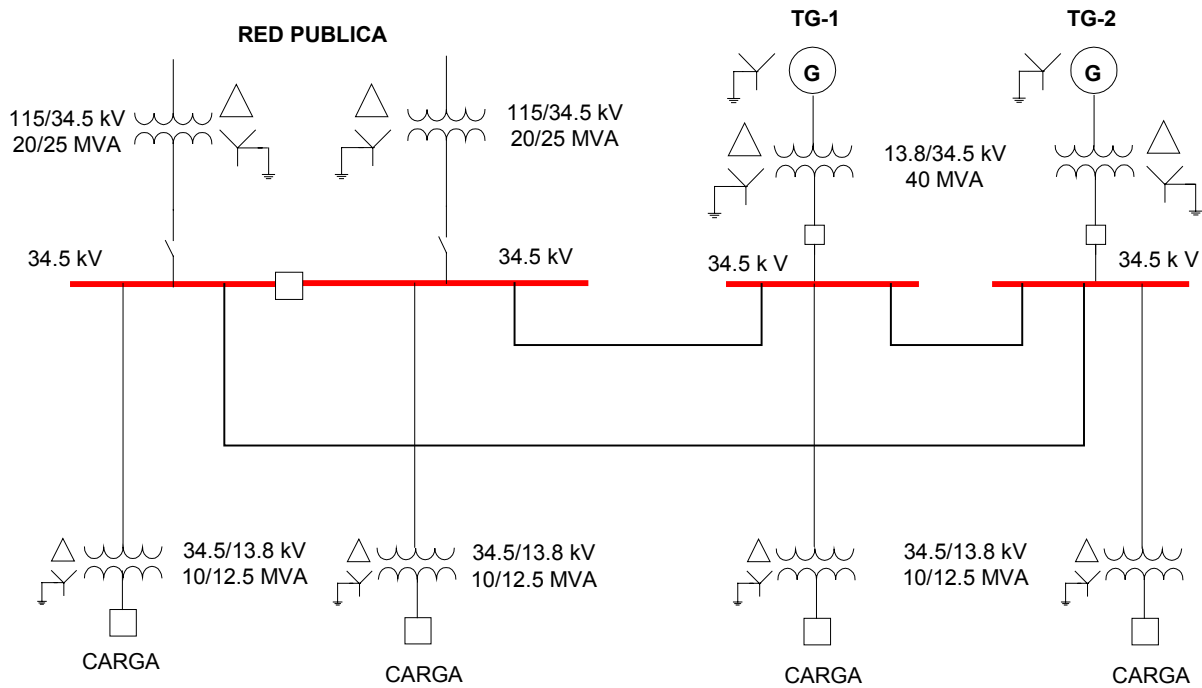 RED PUBLICA
TG-1
TG-2
G
G
115/34.5 kV
20/25 MVA
115/34.5 kV
20/25 MVA
13.8/34.5 kV
40 MVA
34.5 kV
34.5 kV
34.5 k V
34.5 kV
34.5/13.8 kV
10/12.5 MVA
34.5/13.8 kV
10/12.5 MVA
34.5/13.8 kV
10/12.5 MVA
CARGA
CARGA
CARGA
CARGA